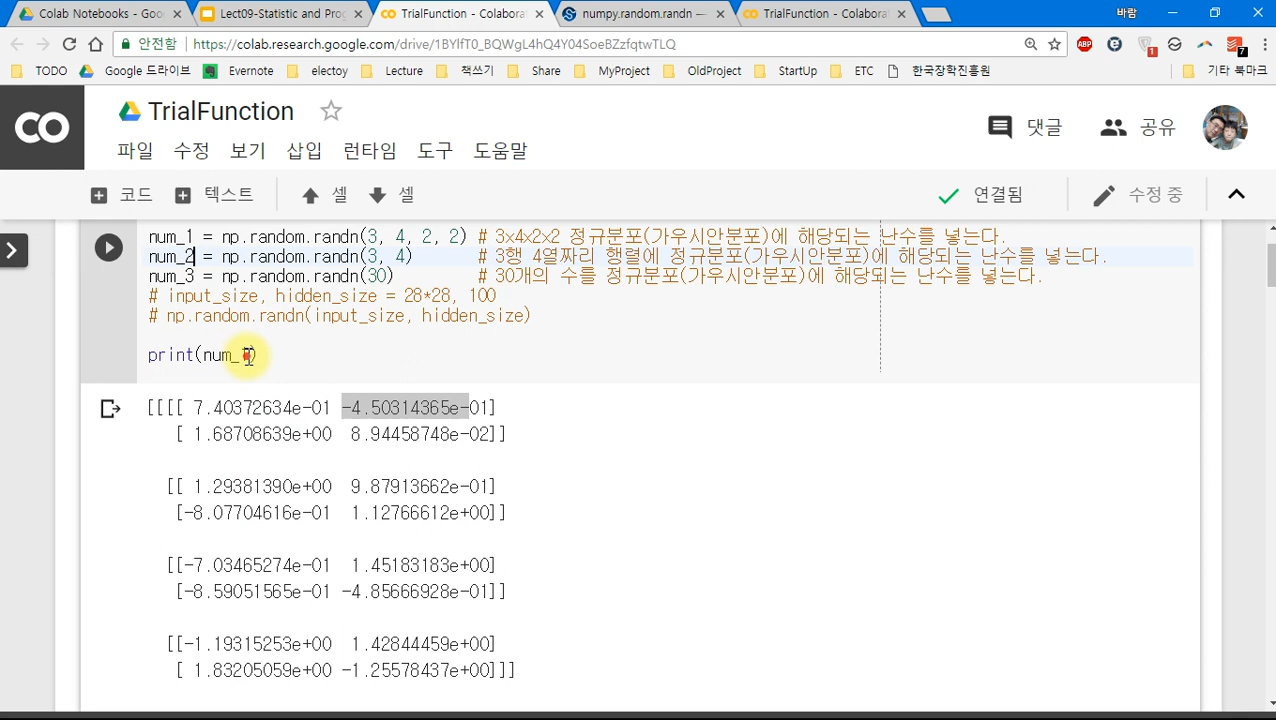 Colab Notebooks - Goo
Lect09-Statistic and Prog
TrialFunction - Colabora
numpy.random.randn —
TrialFunction - Colabora
바람
안전함
https://colab.research.google.com/drive/1BYlfT0_BQWgL4hQ4Y04SoeBZzfqtwTLQ
ABP
1
7
TODO
Google 드라이브
Evernote
electoy
Lecture
책쓰기
Share
MyProject
OldProject
StartUp
ETC
한국장학진흥원
기타 북마크
CO
TrialFunction
댓글
공유
파일 수정 보기 삽입 런타임 도구 도움말
코드
텍스트
셀
셀
연결됨
수정 중
num_1 = np.random.randn(3, 4, 2, 2) # 3x4x2x2 정규분포(가우시안분포)에 해당되는 난수를 넣는다.
num_2 = np.random.randn(3, 4) # 3행 4열짜리 행렬에 정규분포(가우시안분포)에 해당되는 난수를 넣는다.
num_3 = np.random.randn(30) # 30개의 수를 정규분포(가우시안분포)에 해당되는 난수를 넣는다.
# input_size, hidden_size = 28*28, 100
# np.random.randn(input_size, hidden_size)
print(num_1)
[[[[ 7.40372634e-01 -4.50314365e-01]
[ 1.68708639e+00 8.94458748e-02]]
[[ 1.29381390e+00 9.87913662e-01]
[-8.07704616e-01 1.12766612e+00]]
[[-7.03465274e-01 1.45183183e+00]
[-8.59051565e-01 -4.85666928e-01]]
[[-1.19315253e+00 1.42844459e+00]
[ 1.83205059e+00 -1.25578437e+00]]]